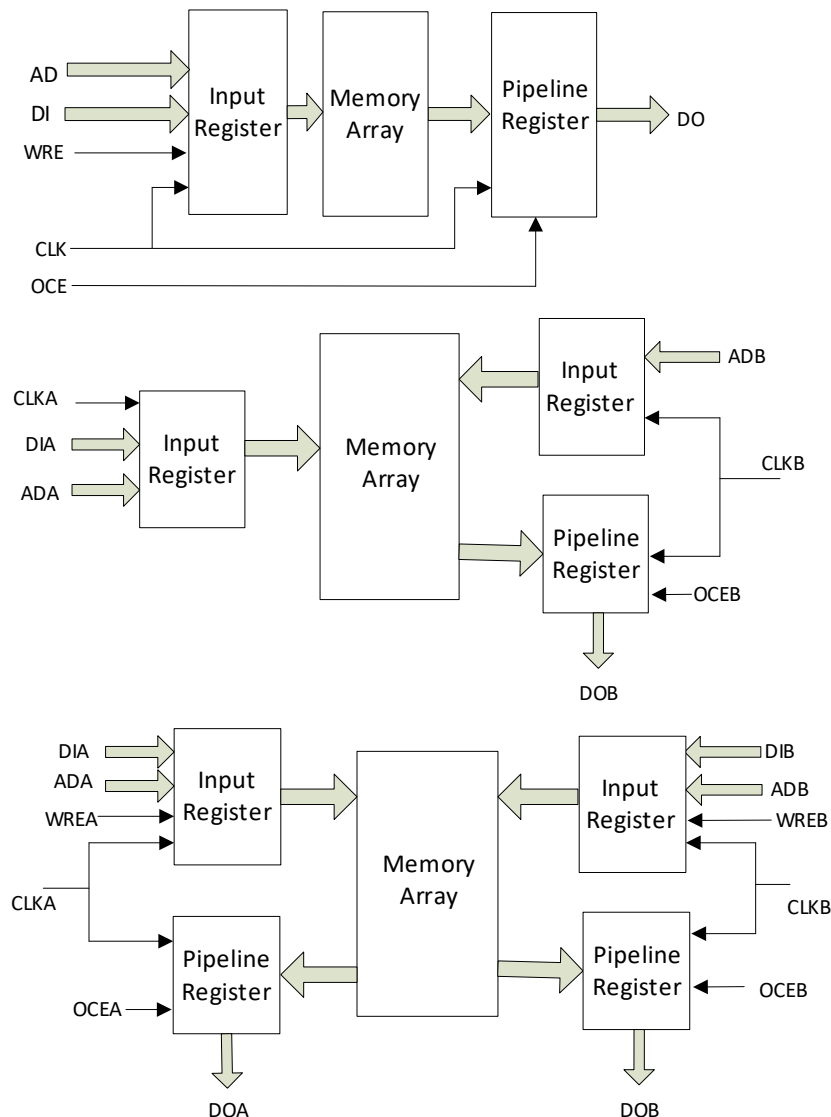 AD
DI
WRE
CLK
OCE
Input
Register
Memory
Array
Pipeline
Register
DO
CLKA
DIA
ADA
Input
Register
Memory
Array
Input
Register
ADB
CLKB
Pipeline
Register
OCEB
DOB
DIA
ADA
WREA
CLKA
OCEA
Input
Register
Pipeline
Register
DOA
Memory
Array
Input
Register
Pipeline
Register
DIB
ADB
WREB
CLKB
OCEB
DOB